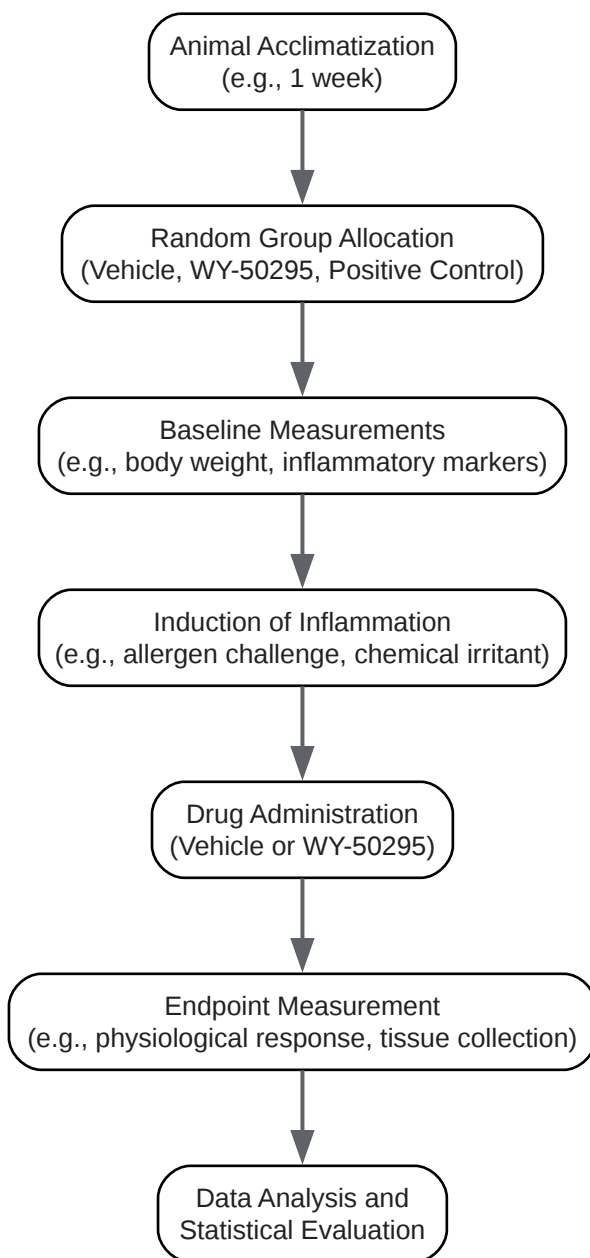 Animal Acclimatization
(e.g., 1 week)
Random Group Allocation
(Vehicle, WY-50295, Positive Control)
Baseline Measurements
(e.g., body weight, inflammatory markers)
Induction of Inflammation
(e.g., allergen challenge, chemical irritant)
Drug Administration
(Vehicle or WY-50295)
Endpoint Measurement
(e.g., physiological response, tissue collection)
Data Analysis and
Statistical Evaluation